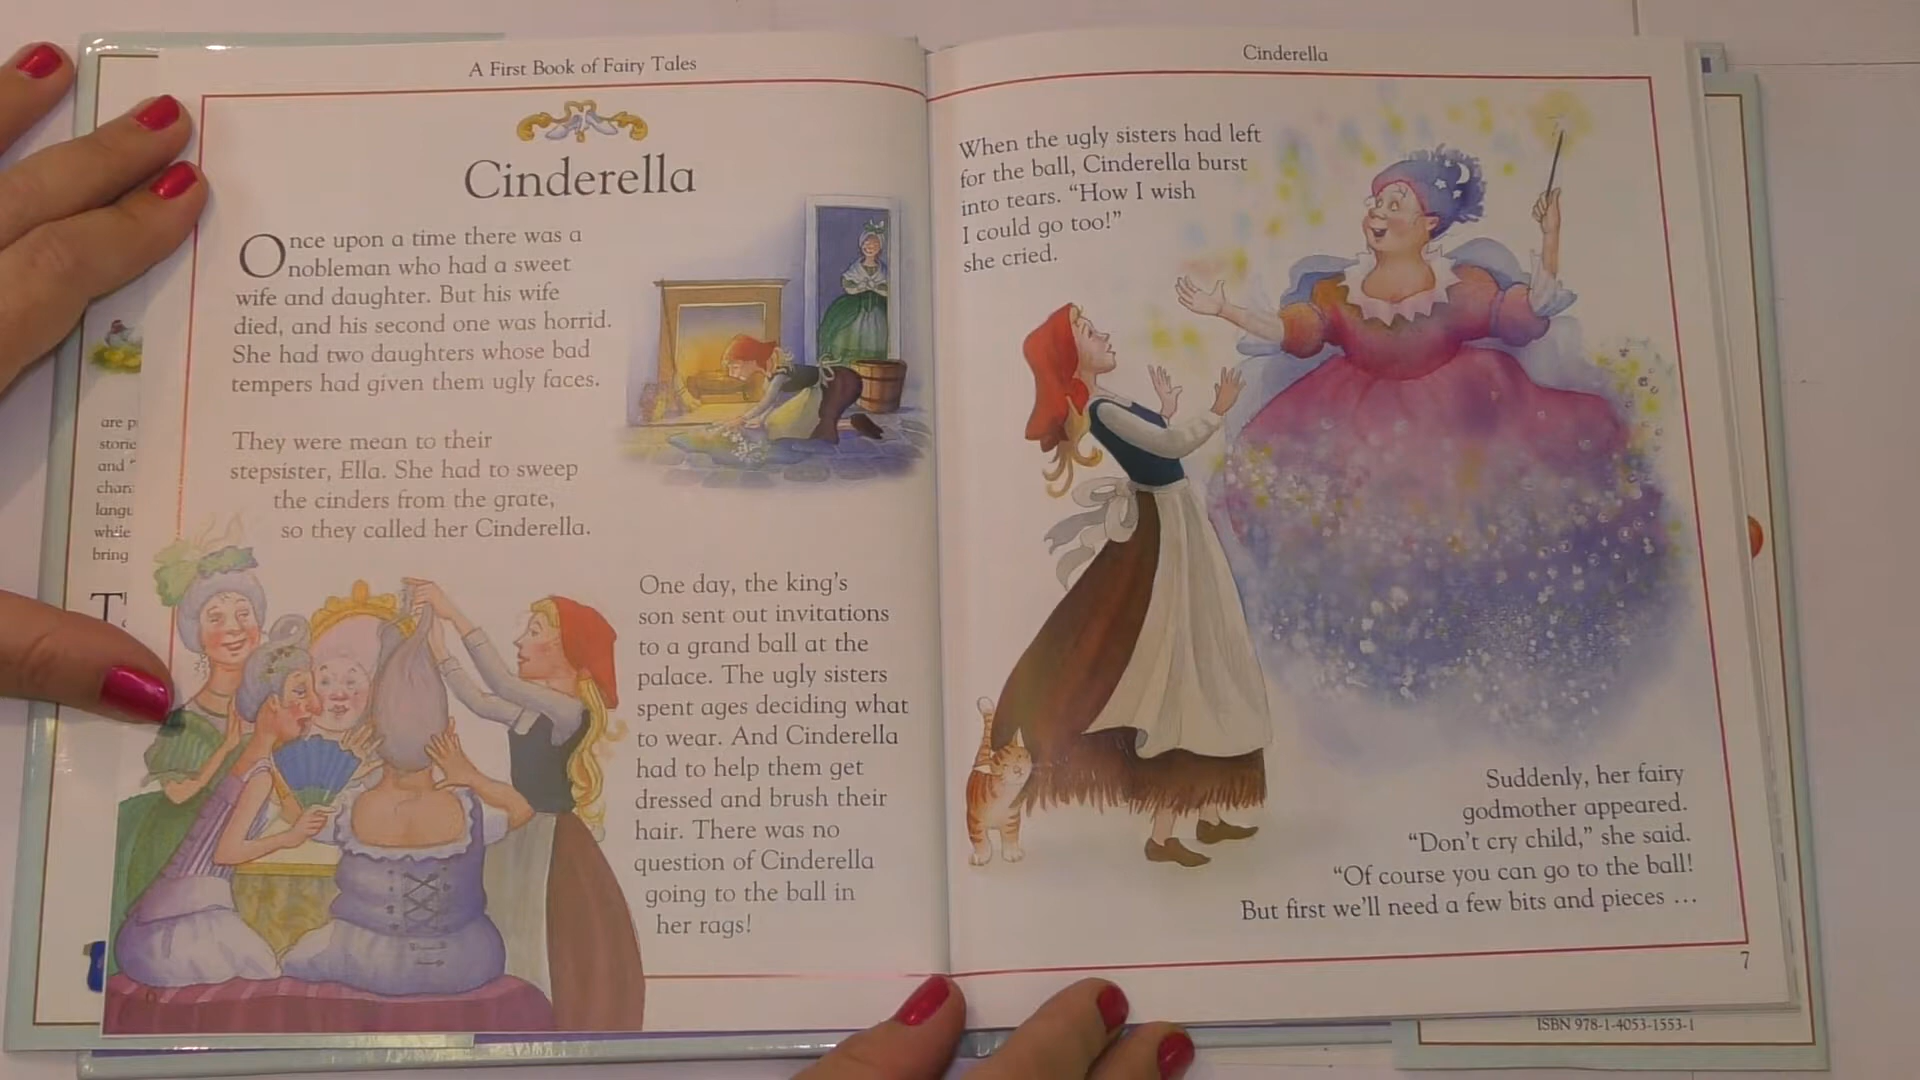 A First Book of Fairy Tales
Cinderella
Once upon a time there was a
nobleman who had a sweet
wife and daughter. But his wife
died, and his second one was horrid.
She had two daughters whose bad
tempers had given them ugly faces.
They were mean to their
stepsister, Ella. She had to sweep
the cinders from the grate,
so they called her Cinderella.
One day, the king's
son sent out invitations
to a grand ball at the
palace. The ugly sisters
spent ages deciding what
to wear. And Cinderella
had to help them get
dressed and brush their
hair. There was no
question of Cinderella
going to the ball in
her rags!
Cinderella
When the ugly sisters had left
for the ball, Cinderella burst
into tears. “How I wish
I could go too!”
she cried.
Suddenly, her fairy
godmother appeared.
“Don't cry child,” she said.
“Of course you can go to the ball!
But first we'll need a few bits and pieces ...
7
are p
storie
and “
while
bring
ISBN 978-1-4053-1553-1